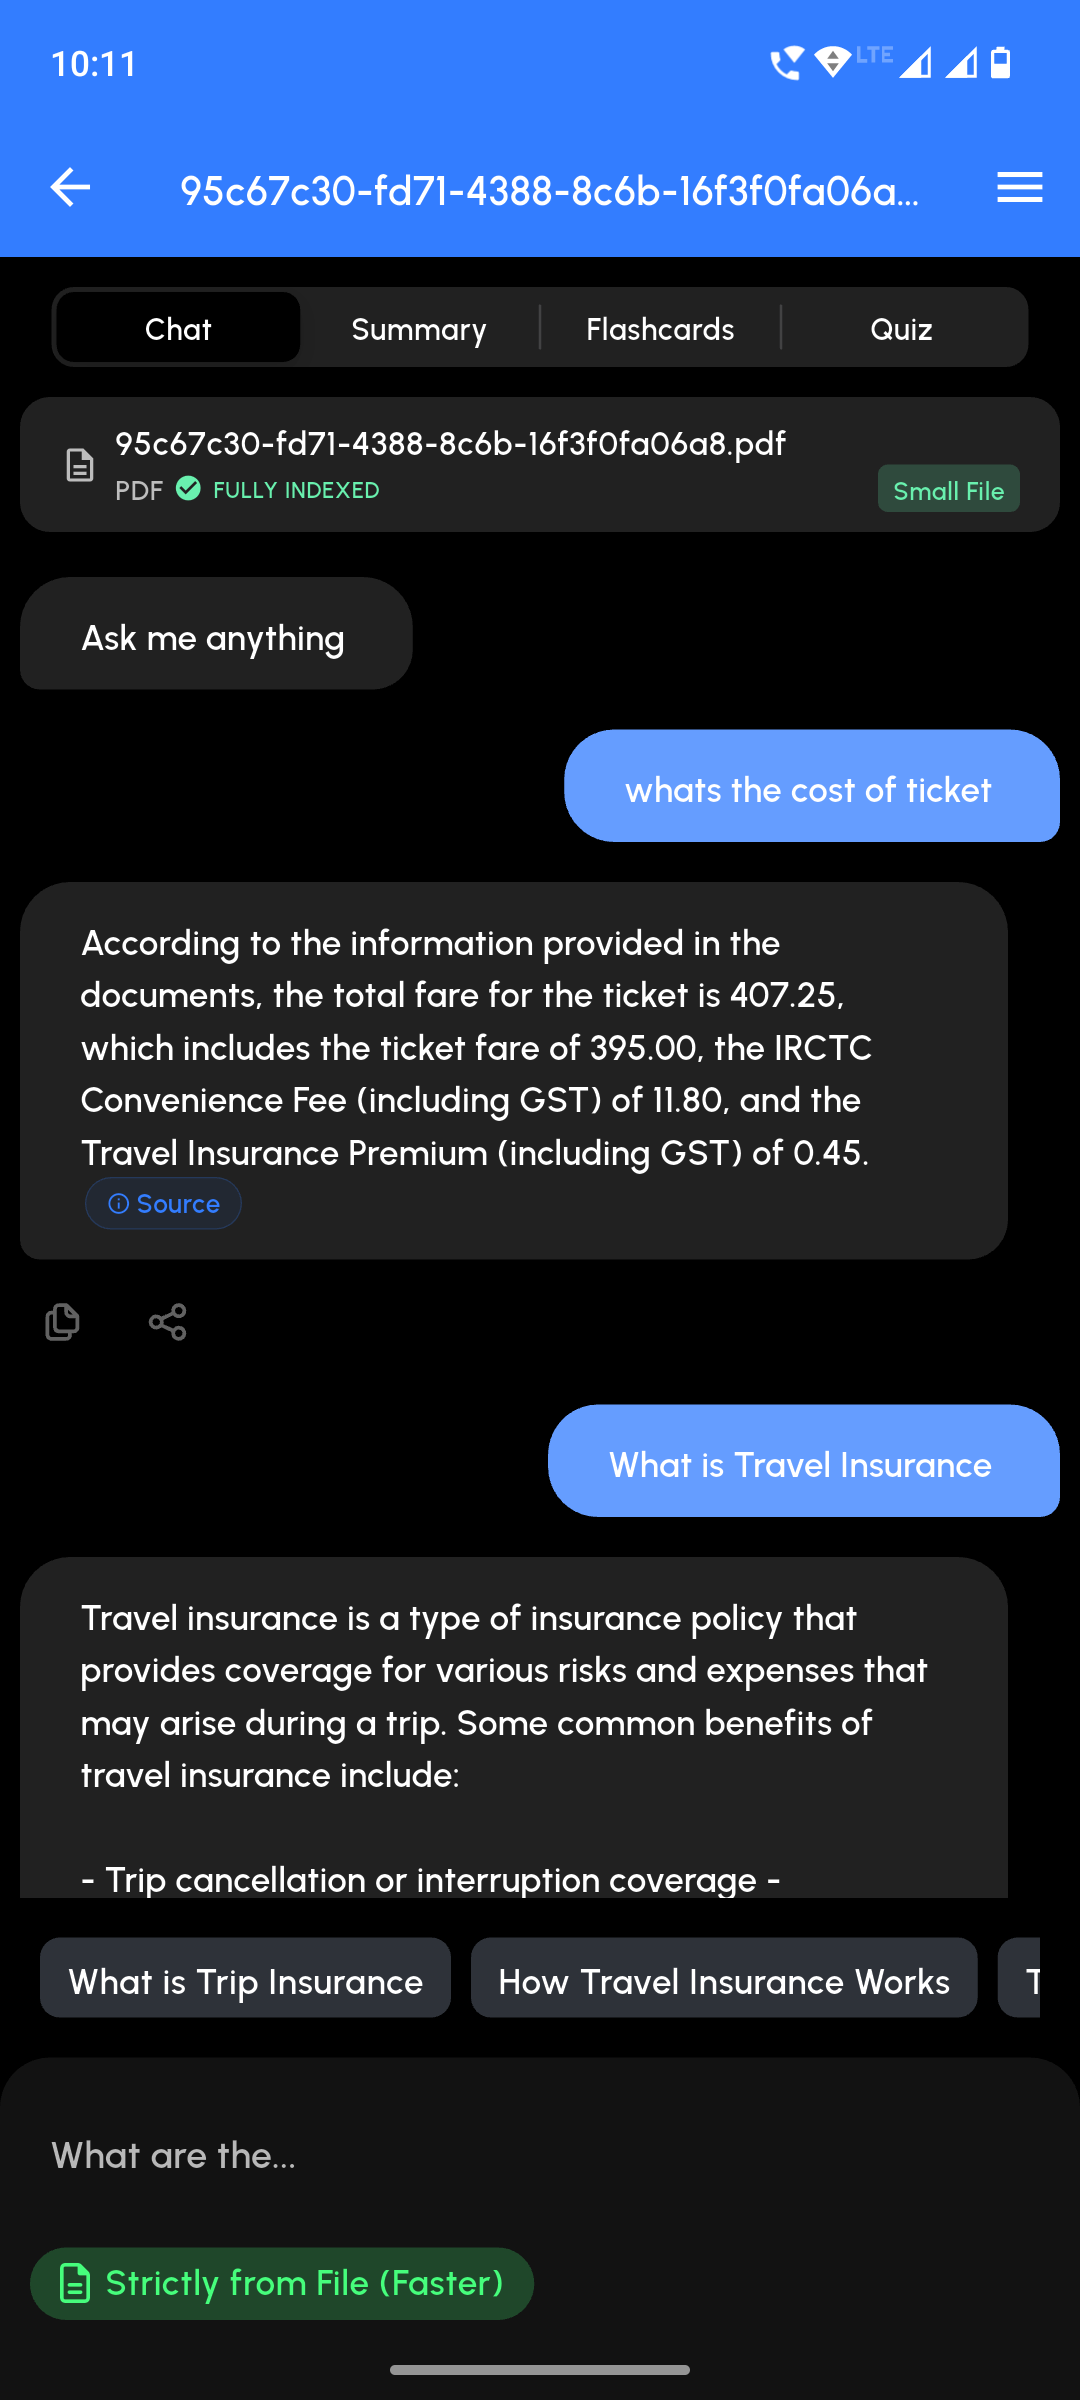 10:11
LTE
95c67c30-fd71-4388-8c6b-16f3f0fa06a...
Chat
Summary
Flashcards
Quiz
95c67c30-fd71-4388-8c6b-16f3f0fa06a8.pdf
PDF FULLY INDEXED
Small File
Ask me anything
whats the cost of ticket
According to the information provided in the
documents, the total fare for the ticket is 407.25,
which includes the ticket fare of 395.00, the IRCTC
Convenience Fee (including GST) of 11.80, and the
Travel Insurance Premium (including GST) of 0.45.
Source
What is Travel Insurance
Travel insurance is a type of insurance policy that
provides coverage for various risks and expenses that
may arise during a trip. Some common benefits of
travel insurance include:
- Trip cancellation or interruption coverage -
What is Trip Insurance
How Travel Insurance Works
T
What are the...
Strictly from File (Faster)